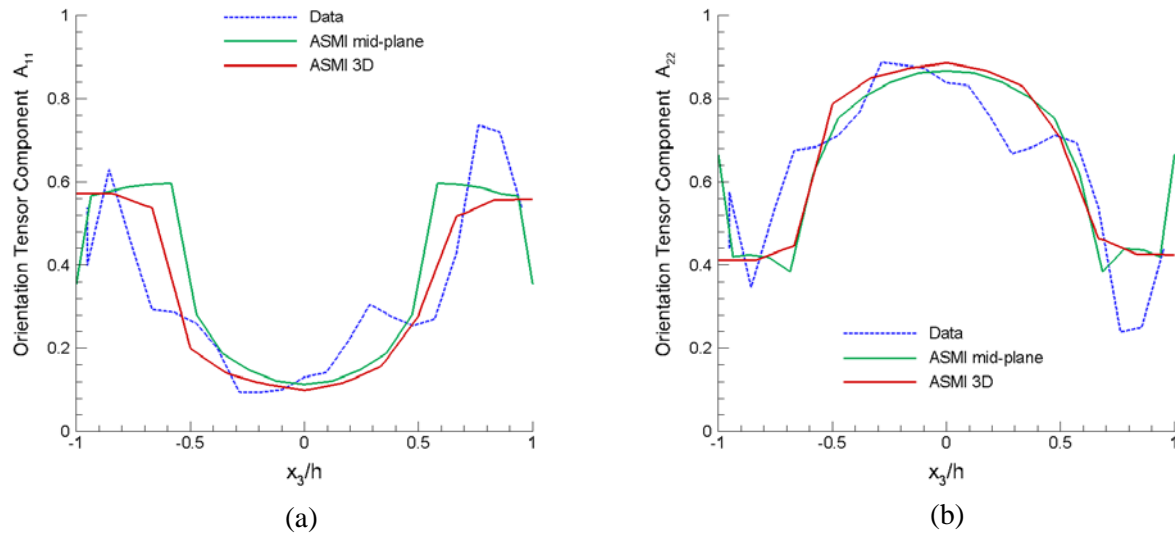 Data
ASMI mid-plane
ASMI 3D
Orientation Tensor Component A11
1
0.8
0.6
0.4
0.2
0
-1
-0.5
0
0.5
1
x3/h
(a)
Orientation Tensor Component A22
1
0.8
0.6
0.4
0.2
0
Data
ASMI mid-plane
ASMI 3D
-1
-0.5
0
0.5
1
x3/h
(b)